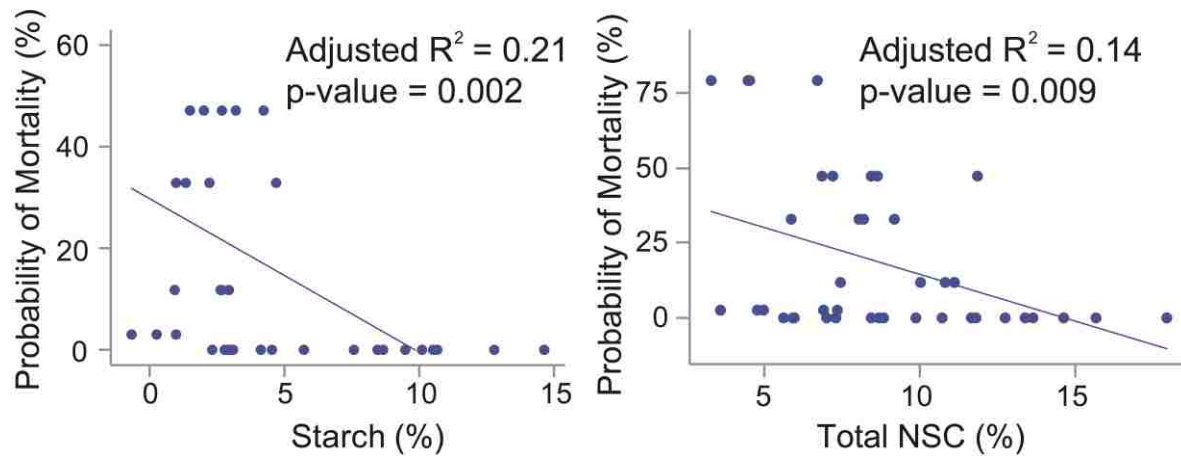 Probability of Mortality (%)
60
40
20
0
Adjusted R² = 0.21
p-value = 0.002
0
5
10
15
Starch (%)
Probability of Mortality (%)
75
50
25
0
Adjusted R² = 0.14
p-value = 0.009
5
10
15
Total NSC (%)